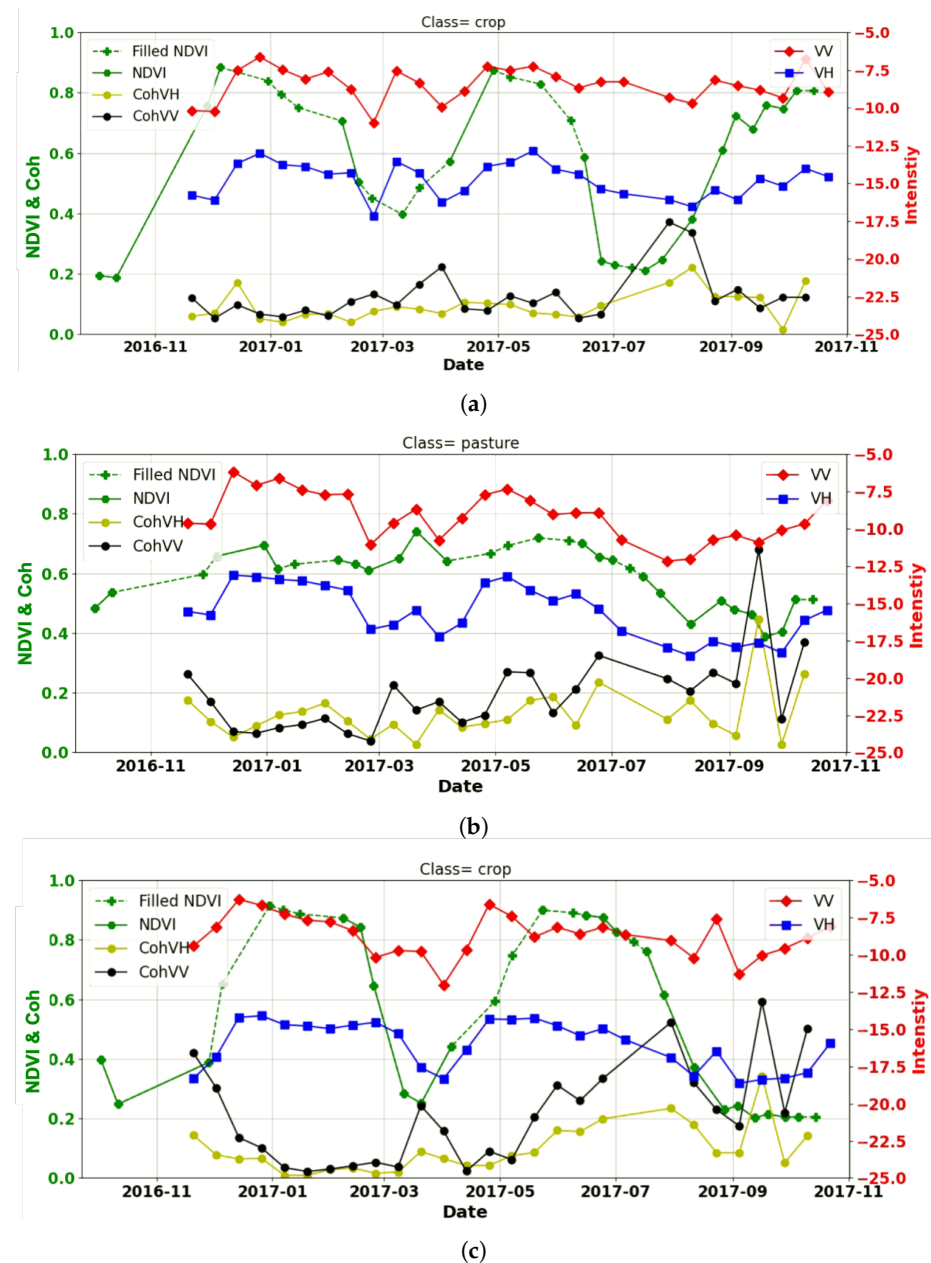 Class= crop
1.0
0.8
0.6
0.4
0.2
0.0
NDVI & Coh
Filled NDVI
NDVI
CohVH
CohVV
VV
VH
−5.0
−7.5
−10.0
−12.5
−15.0
−17.5
−20.0
−22.5
−25.0
Intenstiy
2016-11 2017-01 2017-03 2017-05 2017-07 2017-09 2017-11
Date
(a)
Class= pasture
1.0
0.8
0.6
0.4
0.2
0.0
NDVI & Coh
Filled NDVI
NDVI
CohVH
CohVV
VV
VH
−5.0
−7.5
−10.0
−12.5
−15.0
−17.5
−20.0
−22.5
−25.0
Intenstiy
2016-11 2017-01 2017-03 2017-05 2017-07 2017-09 2017-11
Date
(b)
Class= crop
1.0
0.8
0.6
0.4
0.2
0.0
NDVI & Coh
Filled NDVI
NDVI
CohVH
CohVV
VV
VH
−5.0
−7.5
−10.0
−12.5
−15.0
−17.5
−20.0
−22.5
−25.0
Intenstiy
2016-11 2017-01 2017-03 2017-05 2017-07 2017-09 2017-11
Date
(c)